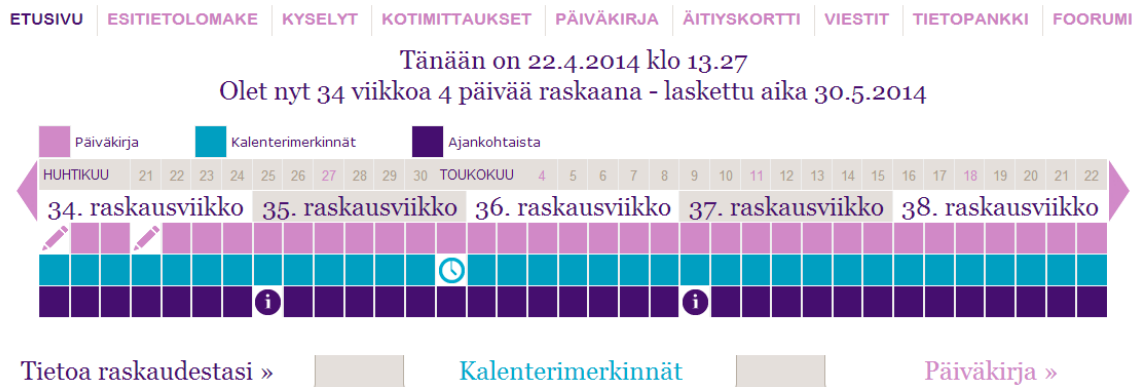 ETUSIVU ESITIETOLOMAKE KYSELYT KOTIMITTAUKSET PÄIVÄKIRJA ÄITIYSKORTTI VIESTIT TIETOPANKKI FOORUMI
Tänään on 22.4.2014 klo 13.27
Olet nyt 34 viikkoa 4 päivää raskaana - laskettu aika 30.5.2014
Päiväkirja Kalenterimerkinnät Ajankohtaista
HUHTIKUU 21 22 23 24 25 26 27 28 29 30 TOUKOKUU 4 5 6 7 8 9 10 11 12 13 14 15 16 17 18 19 20 21 22
34. raskausviikko 35. raskausviikko 36. raskausviikko 37. raskausviikko 38. raskausviikko
Tietoa raskaudestasi » Kalenterimerkinnät Päiväkirja »